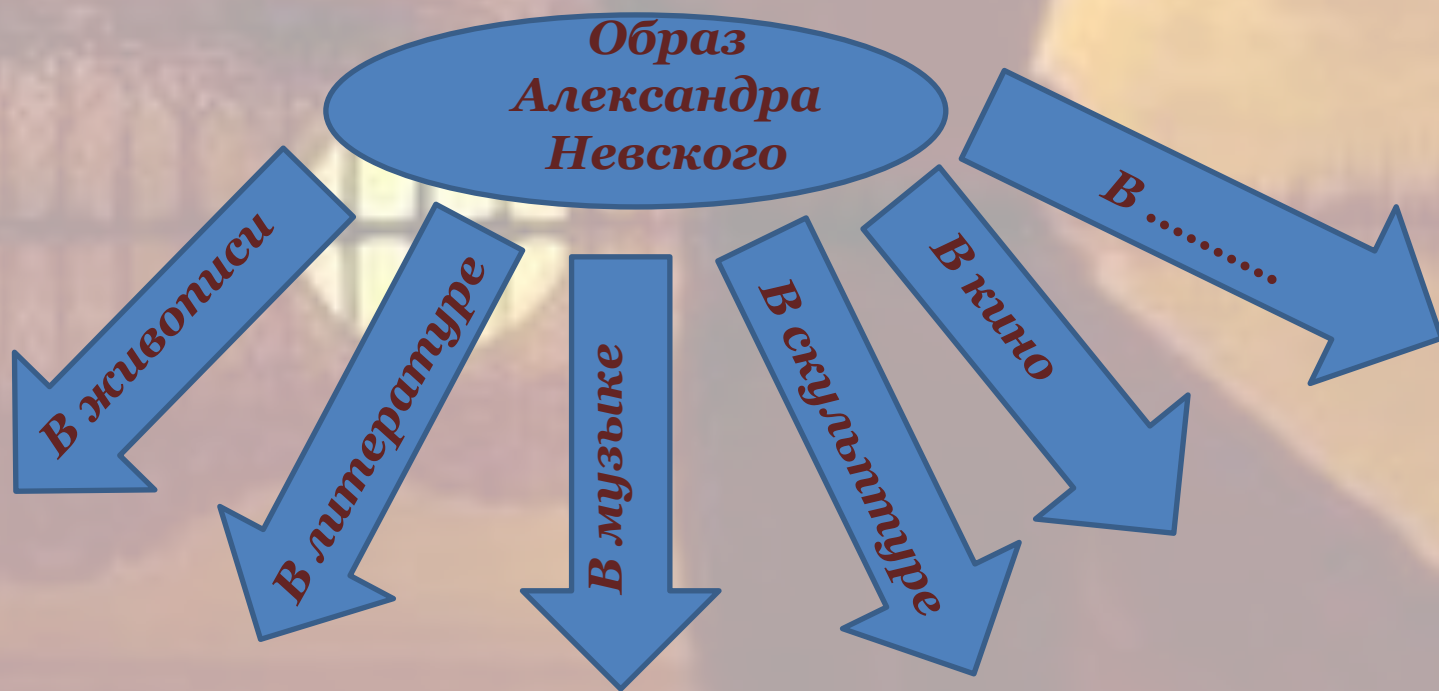 Образ
Александра
Невского
В живописи
В литературе
В музыке
В скульптуре
В кино
В ..........